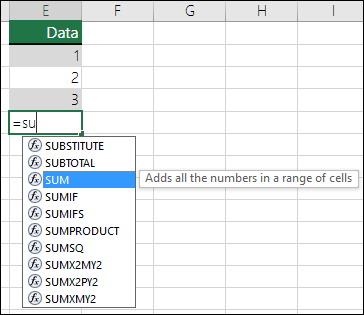 E F G H I
Data
1
2
3
=su
SUBSTITUTE
SUBTOTAL
SUM Adds all the numbers in a range of cells
SUMIF
SUMIFS
SUMPRODUCT
SUMSQ
SUMX2MY2
SUMX2PY2
SUMXMY2